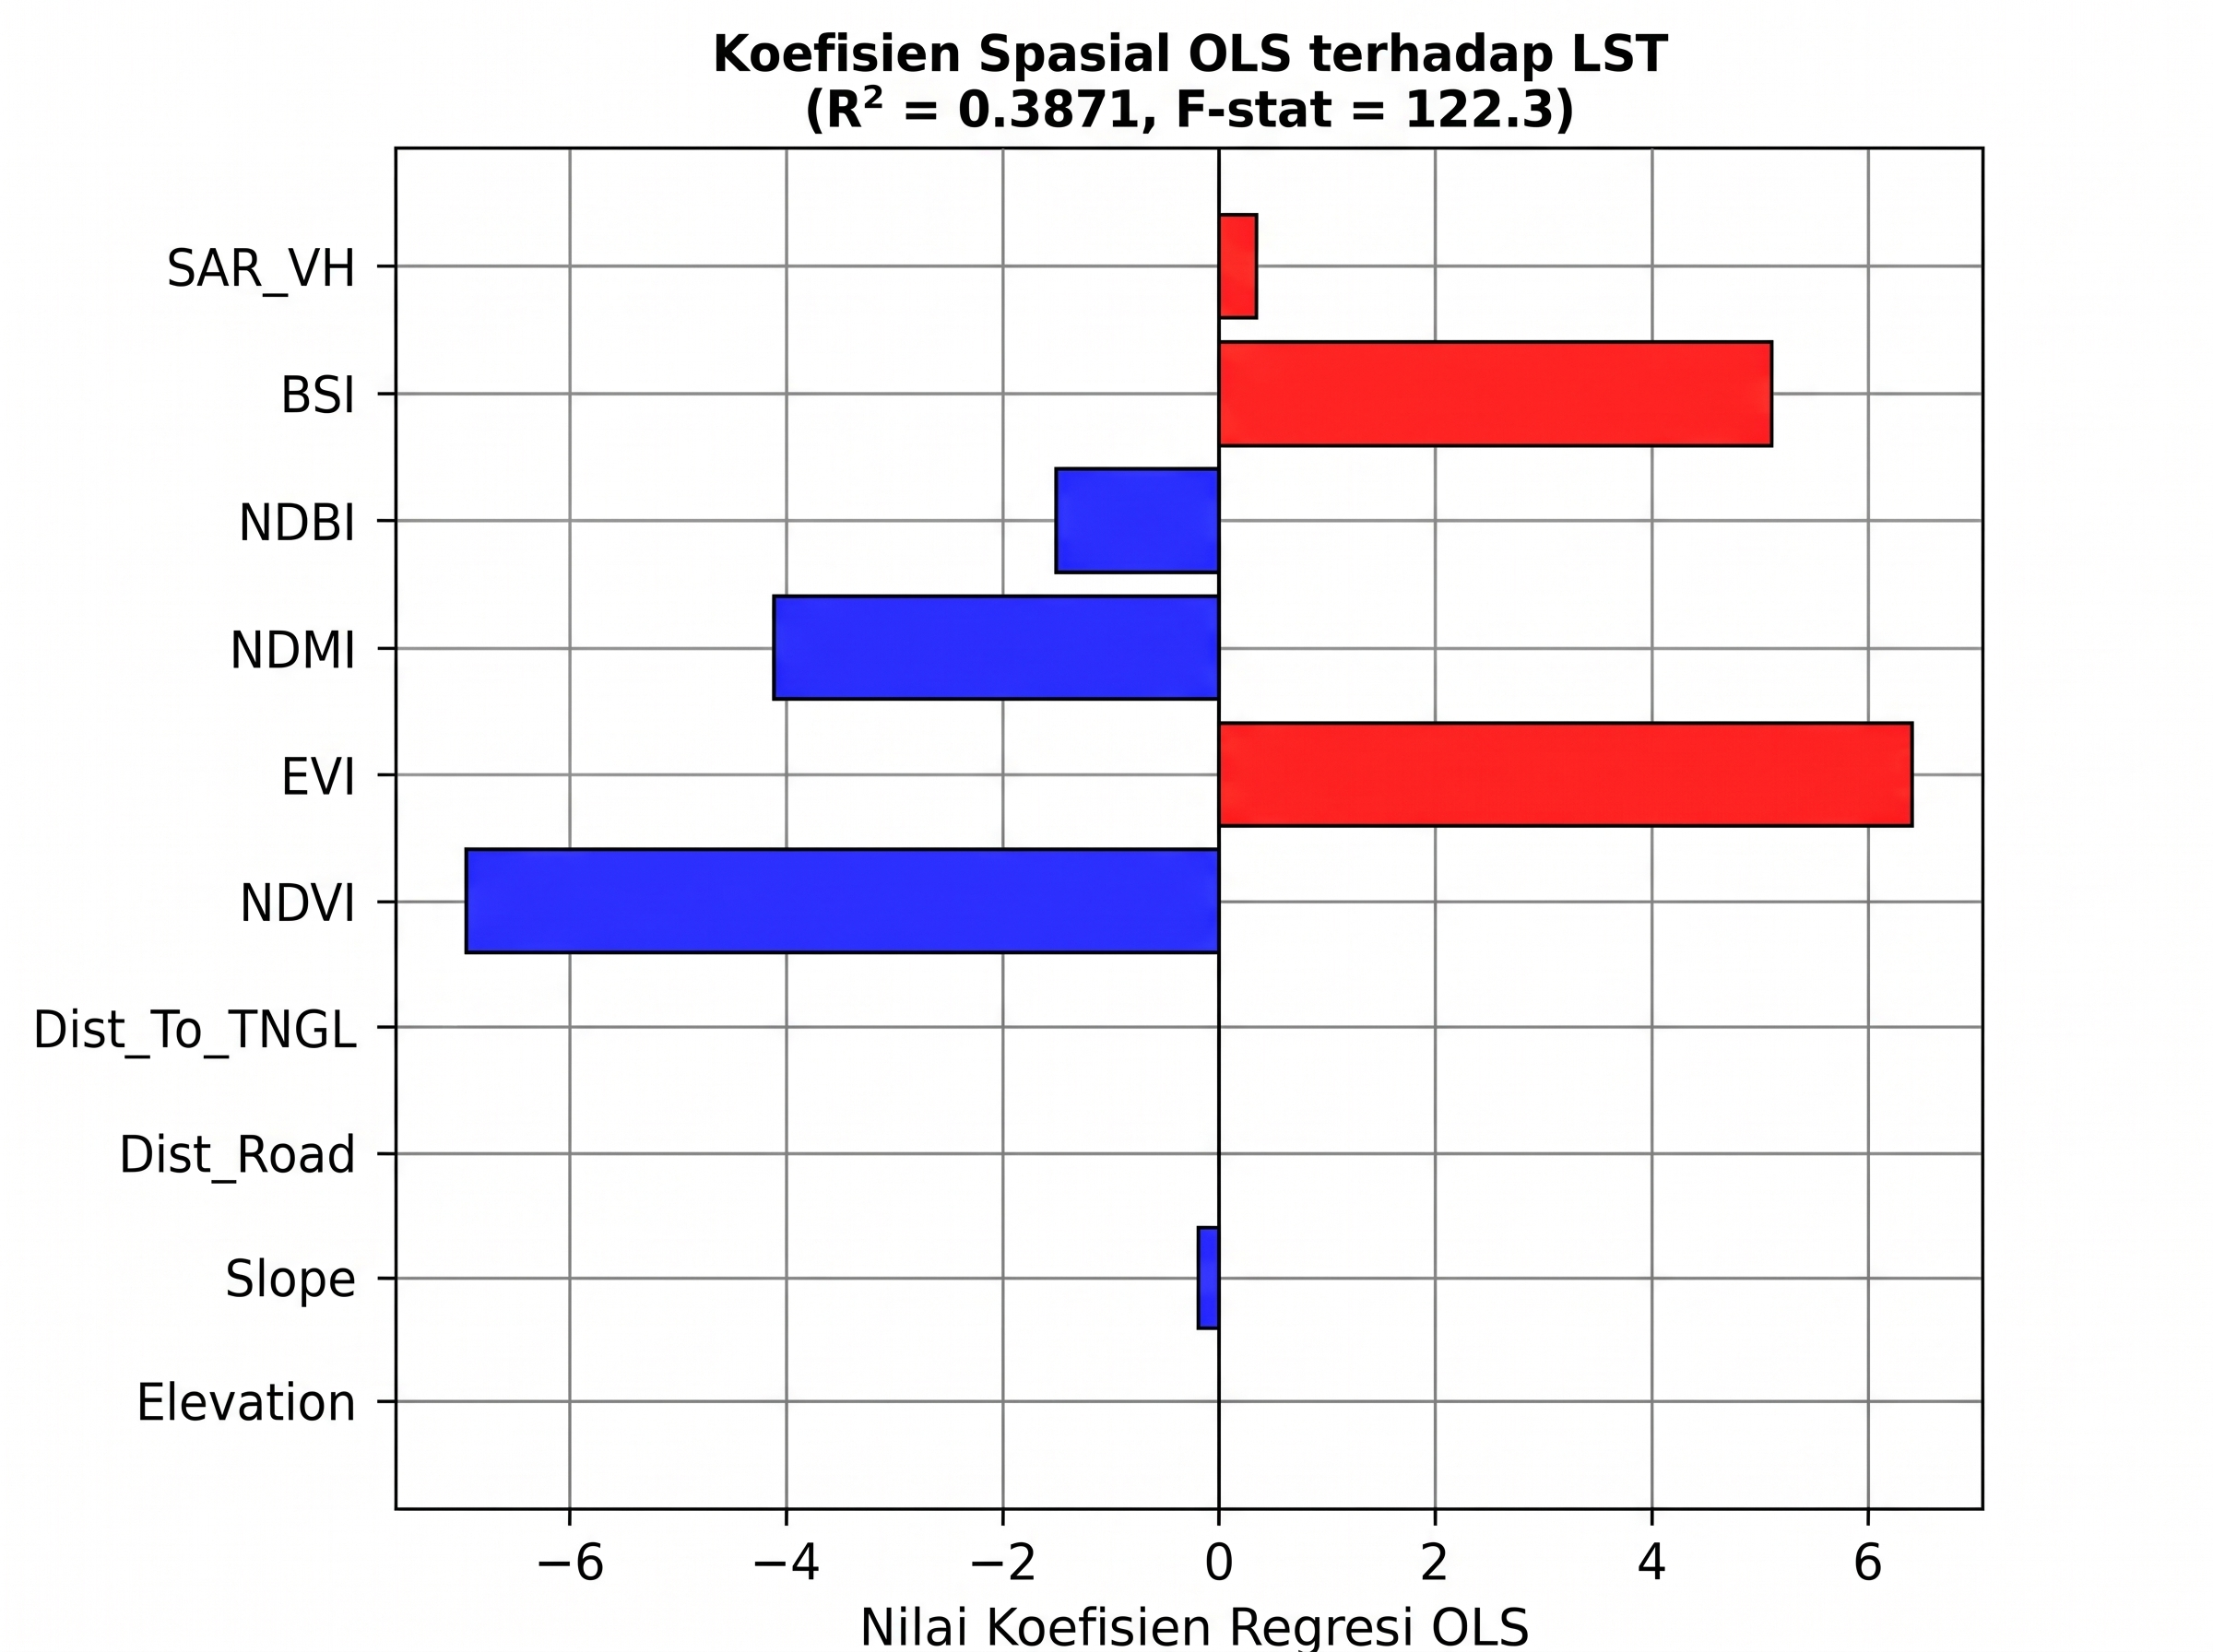 Koefisien Spasial OLS terhadap LST
(R² = 0.3871, F-stat = 122.3)
SAR_VH
BSI
NDBI
NDMI
EVI
NDVI
Dist_To_TNGL
Dist_Road
Slope
Elevation
−6 −4 −2 0 2 4 6
Nilai Koefisien Regresi OLS